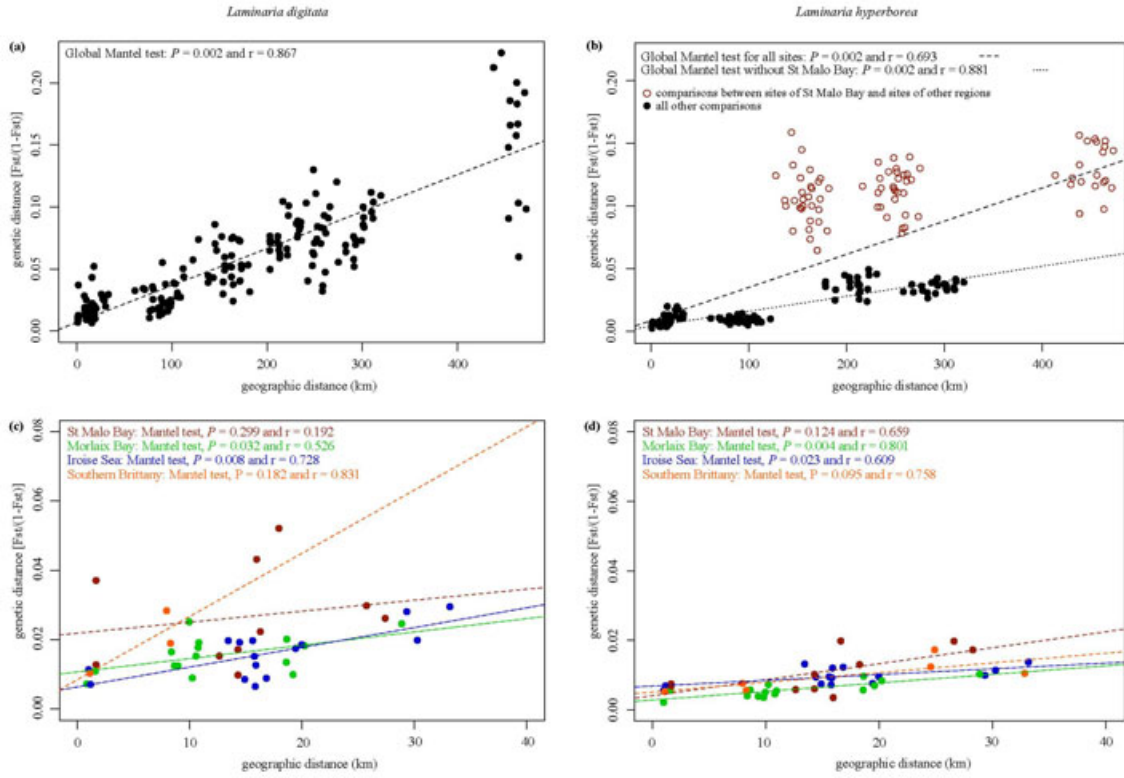 Laminaria digitata
Laminaria hyperborea
(a)
Global Mantel test: P = 0.002 and r = 0.867
genetic distance [Fst/(1-Fst)]
0.00 0.05 0.10 0.15 0.20
0 100 200 300 400
geographic distance (km)
(b)
Global Mantel test for all sites: P = 0.002 and r = 0.693
Global Mantel test without St Malo Bay: P = 0.002 and r = 0.881
comparisons between sites of St Malo Bay and sites of other regions
all other comparisons
genetic distance [Fst/(1-Fst)]
0.00 0.05 0.10 0.15 0.20
0 100 200 300 400
geographic distance (km)
(c)
St Malo Bay: Mantel test, P = 0.299 and r = 0.192
Morlaix Bay: Mantel test, P = 0.032 and r = 0.526
Iroise Sea: Mantel test, P = 0.008 and r = 0.728
Southern Brittany: Mantel test, P = 0.182 and r = 0.831
genetic distance [Fst/(1-Fst)]
0.00 0.02 0.04 0.06 0.08
0 10 20 30 40
geographic distance (km)
(d)
St Malo Bay: Mantel test, P = 0.124 and r = 0.659
Morlaix Bay: Mantel test, P = 0.004 and r = 0.801
Iroise Sea: Mantel test, P = 0.023 and r = 0.609
Southern Brittany: Mantel test, P = 0.095 and r = 0.758
genetic distance [Fst/(1-Fst)]
0.00 0.02 0.04 0.06 0.08
0 10 20 30 40
geographic distance (km)